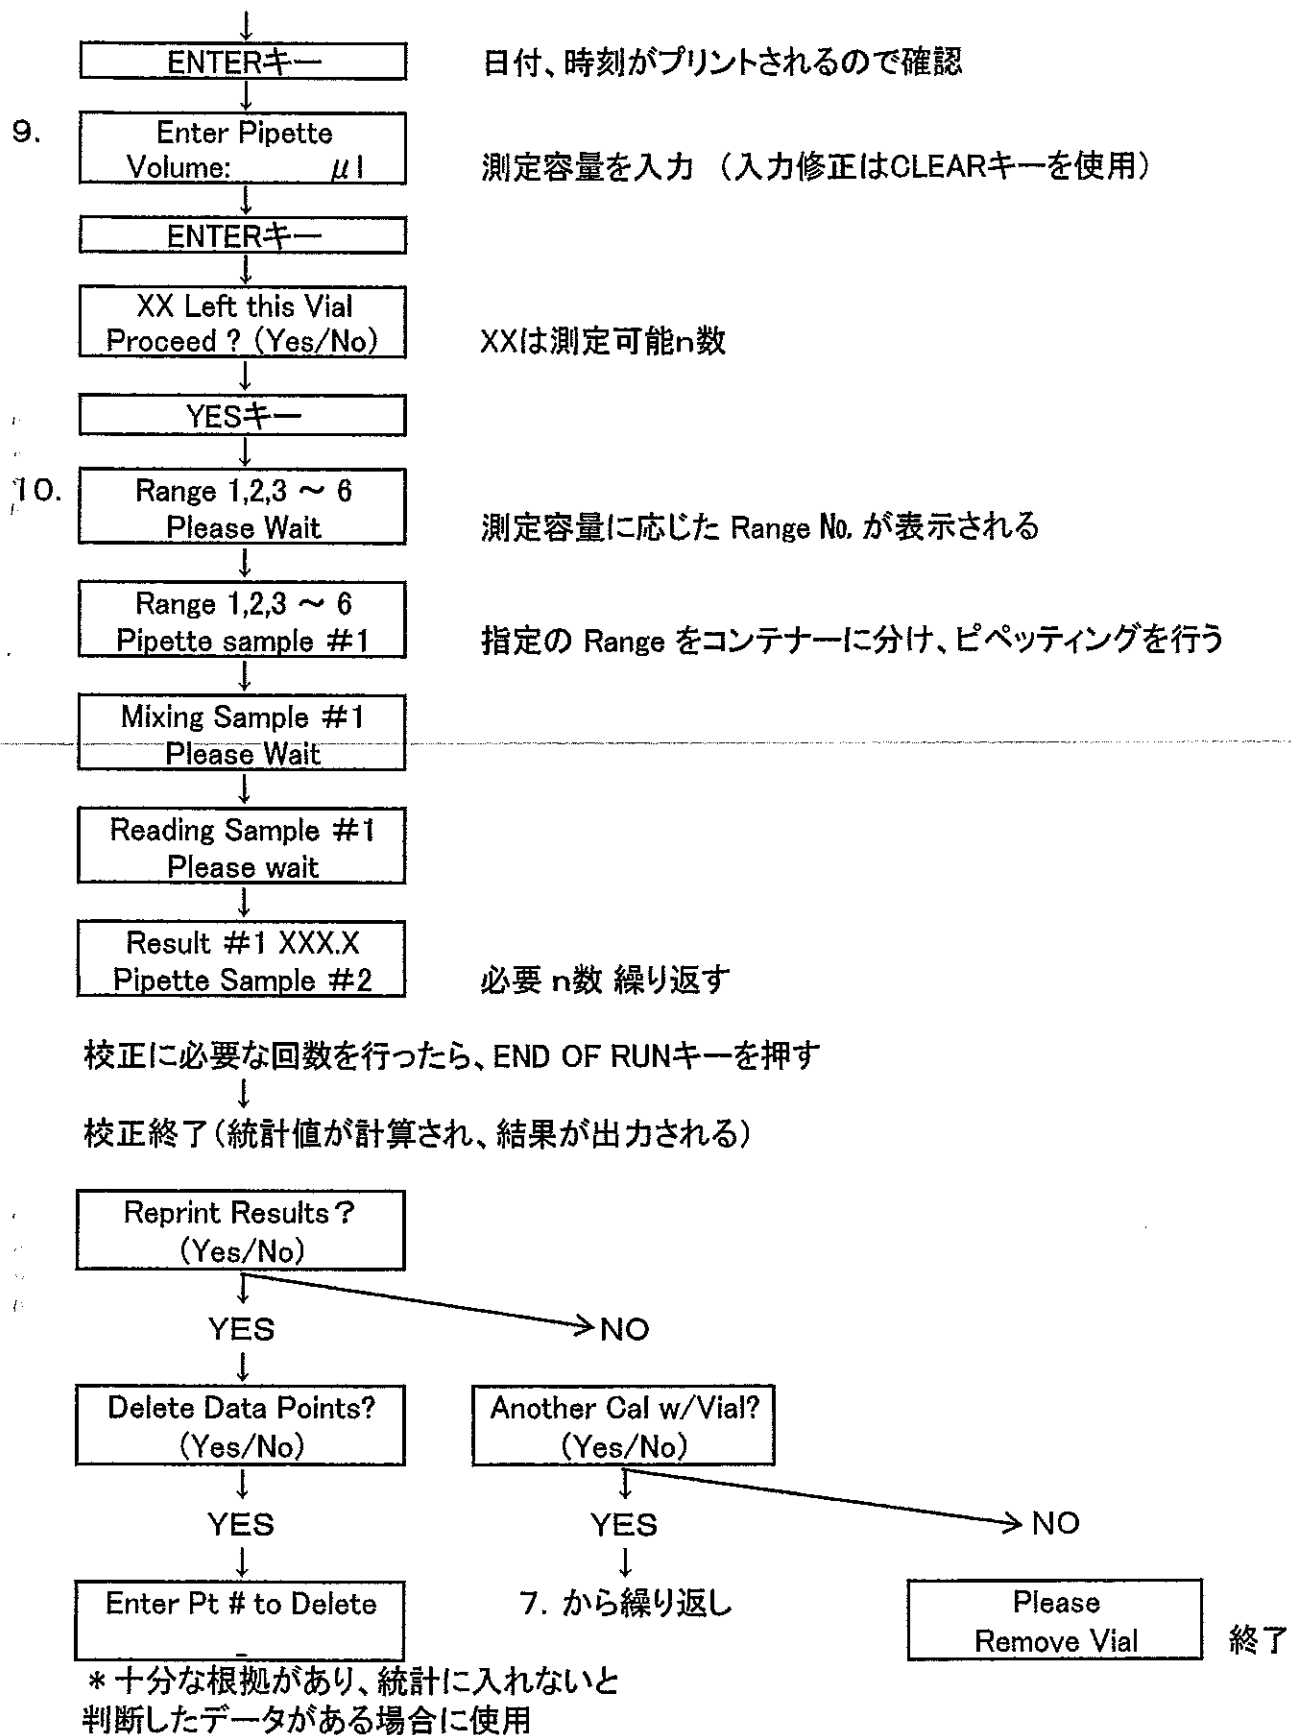 ENTERキー 日付、時刻がプリントされるので確認
9. Enter Pipette
Volume: μl 測定容量を入力 (入力修正はCLEARキーを使用)
ENTERキー
XX Left this Vial
Proceed ? (Yes/No) XXは測定可能n数
YESキー
10. Range 1,2,3 ～ 6
Please Wait 測定容量に応じた Range No. が表示される
Range 1,2,3 ～ 6
Pipette sample #1 指定の Range をコンテナーに分け、ピペッティングを行う
Mixing Sample #1
Please Wait
Reading Sample #1
Please wait
Result #1 XXX.X
Pipette Sample #2 必要 n数 繰り返す
校正に必要な回数を行ったら、END OF RUNキーを押す
校正終了(統計値が計算され、結果が出力される)
Reprint Results?
(Yes/No)
YES NO
Delete Data Points? Another Cal w/Vial?
(Yes/No) (Yes/No)
YES YES NO
Enter Pt # to Delete 7. から繰り返し Please
_ Remove Vial 終了
*十分な根拠があり、統計に入れないと
判断したデータがある場合に使用